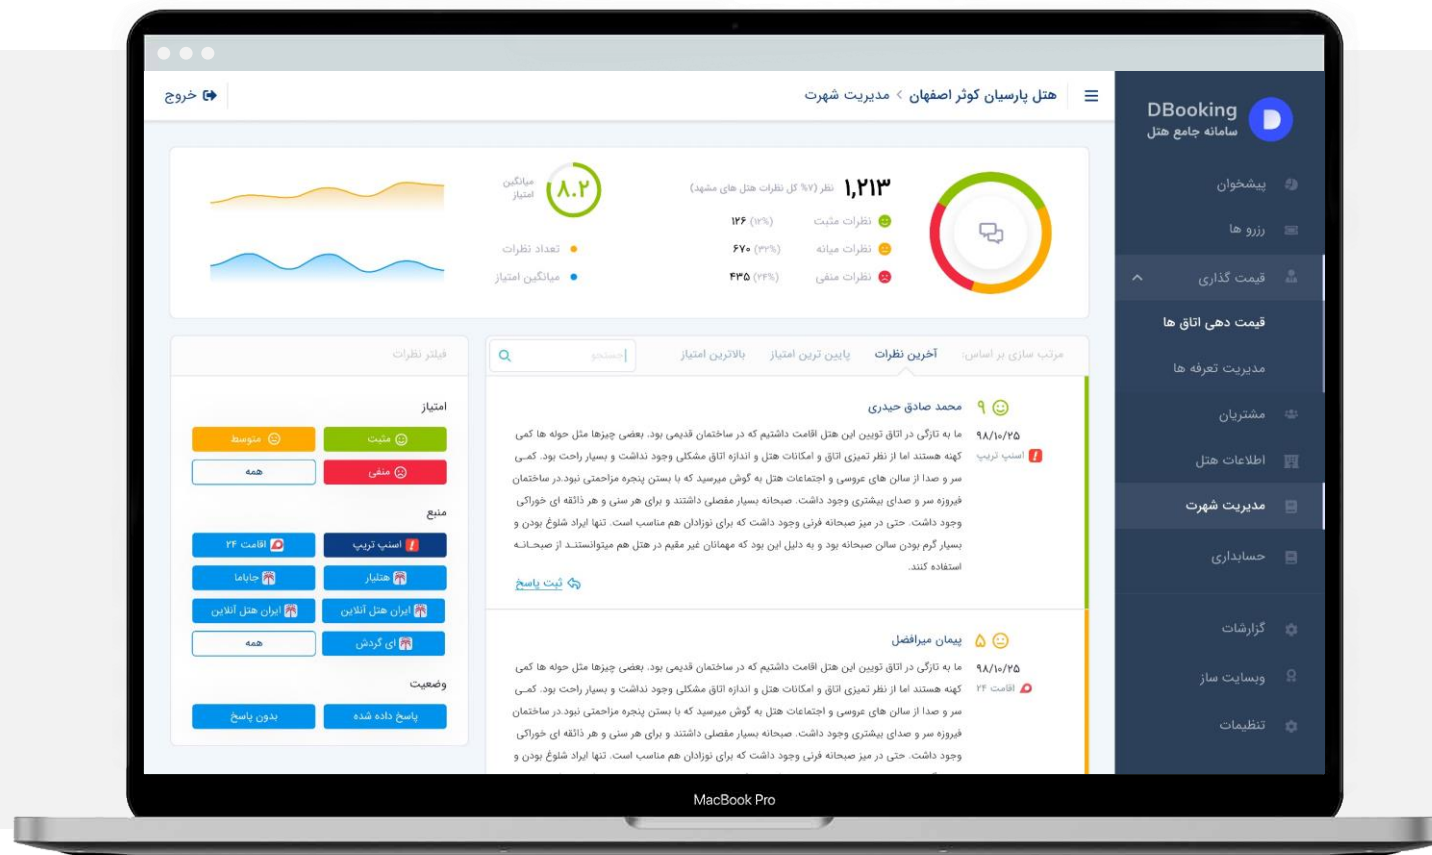 خروج
هتل پارسیان کوثر اصفهان > مدیریت شهرت
DBooking
سامانه جامع هتل
پیشخوان
رزرو ها
قیمت گذاری
قیمت دهی اتاق ها
مدیریت تعرفه ها
مشتریان
اطلاعات هتل
مدیریت شهرت
حسابداری
گزارشات
وبسایت ساز
تنظیمات
۱,۲۱۳ نظر (۷% کل نظرات هتل های مشهد)
نظرات مثبت (۱۲%) ۱۲۶
نظرات میانه (۳۲%) ۶۷۰
نظرات منفی (۲۴%) ۴۳۵
۸.۲
میانگین
امتیاز
تعداد نظرات
میانگین امتیاز
مرتب سازی بر اساس: آخرین نظرات پایین ترین امتیاز بالاترین امتیاز جستجو
۹ محمد صادق حیدری
۹۸/۱۰/۲۵
اسنپ تریپ
ما به تازگی در اتاق تویین این هتل اقامت داشتیم که در ساختمان قدیمی بود. بعضی چیزها مثل حوله ها کمی
کهنه هستند اما از نظر تمیزی اتاق و امکانات هتل و اندازه اتاق مشکلی وجود نداشت و بسیار راحت بود. کمـی
سر و صدا از سالن های عروسی و اجتماعات هتل به گوش میرسید که با بستن پنجره مزاحمتی نبود.در ساختمان
فیروزه سر و صدای بیشتری وجود داشت. صبحانه بسیار مفصلی داشتند و برای هر سنی و هر ذائقه ای خوراکی
وجود داشت. حتی در میز صبحانه فرنی وجود داشت که برای نوزادان هم مناسب است. تنها ایراد شلوغ بودن و
بسیار گرم بودن سالن صبحانه بود و به دلیل این بود که مهمانان غیر مقیم در هتل هم میتوانستنـد از صبحـانـه
استفاده کنند.
ثبت پاسخ
۵ پیمان میرافضل
۹۸/۱۰/۲۵
اقامت ۲۴
ما به تازگی در اتاق تویین این هتل اقامت داشتیم که در ساختمان قدیمی بود. بعضی چیزها مثل حوله ها کمی
کهنه هستند اما از نظر تمیزی اتاق و امکانات هتل و اندازه اتاق مشکلی وجود نداشت و بسیار راحت بود. کمـی
سر و صدا از سالن های عروسی و اجتماعات هتل به گوش میرسید که با بستن پنجره مزاحمتی نبود.در ساختمان
فیروزه سر و صدای بیشتری وجود داشت. صبحانه بسیار مفصلی داشتند و برای هر سنی و هر ذائقه ای خوراکی
وجود داشت. حتی در میز صبحانه فرنی وجود داشت که برای نوزادان هم مناسب است. تنها ایراد شلوغ بودن و
فیلتر نظرات
امتیاز
مثبت متوسط
منفی همه
منبع
اسنپ تریپ اقامت ۲۴
هتلیار جاباما
ایران هتل آنلاین ایران هتل آنلاین
ای گردش همه
وضعیت
پاسخ داده شده بدون پاسخ
MacBook Pro